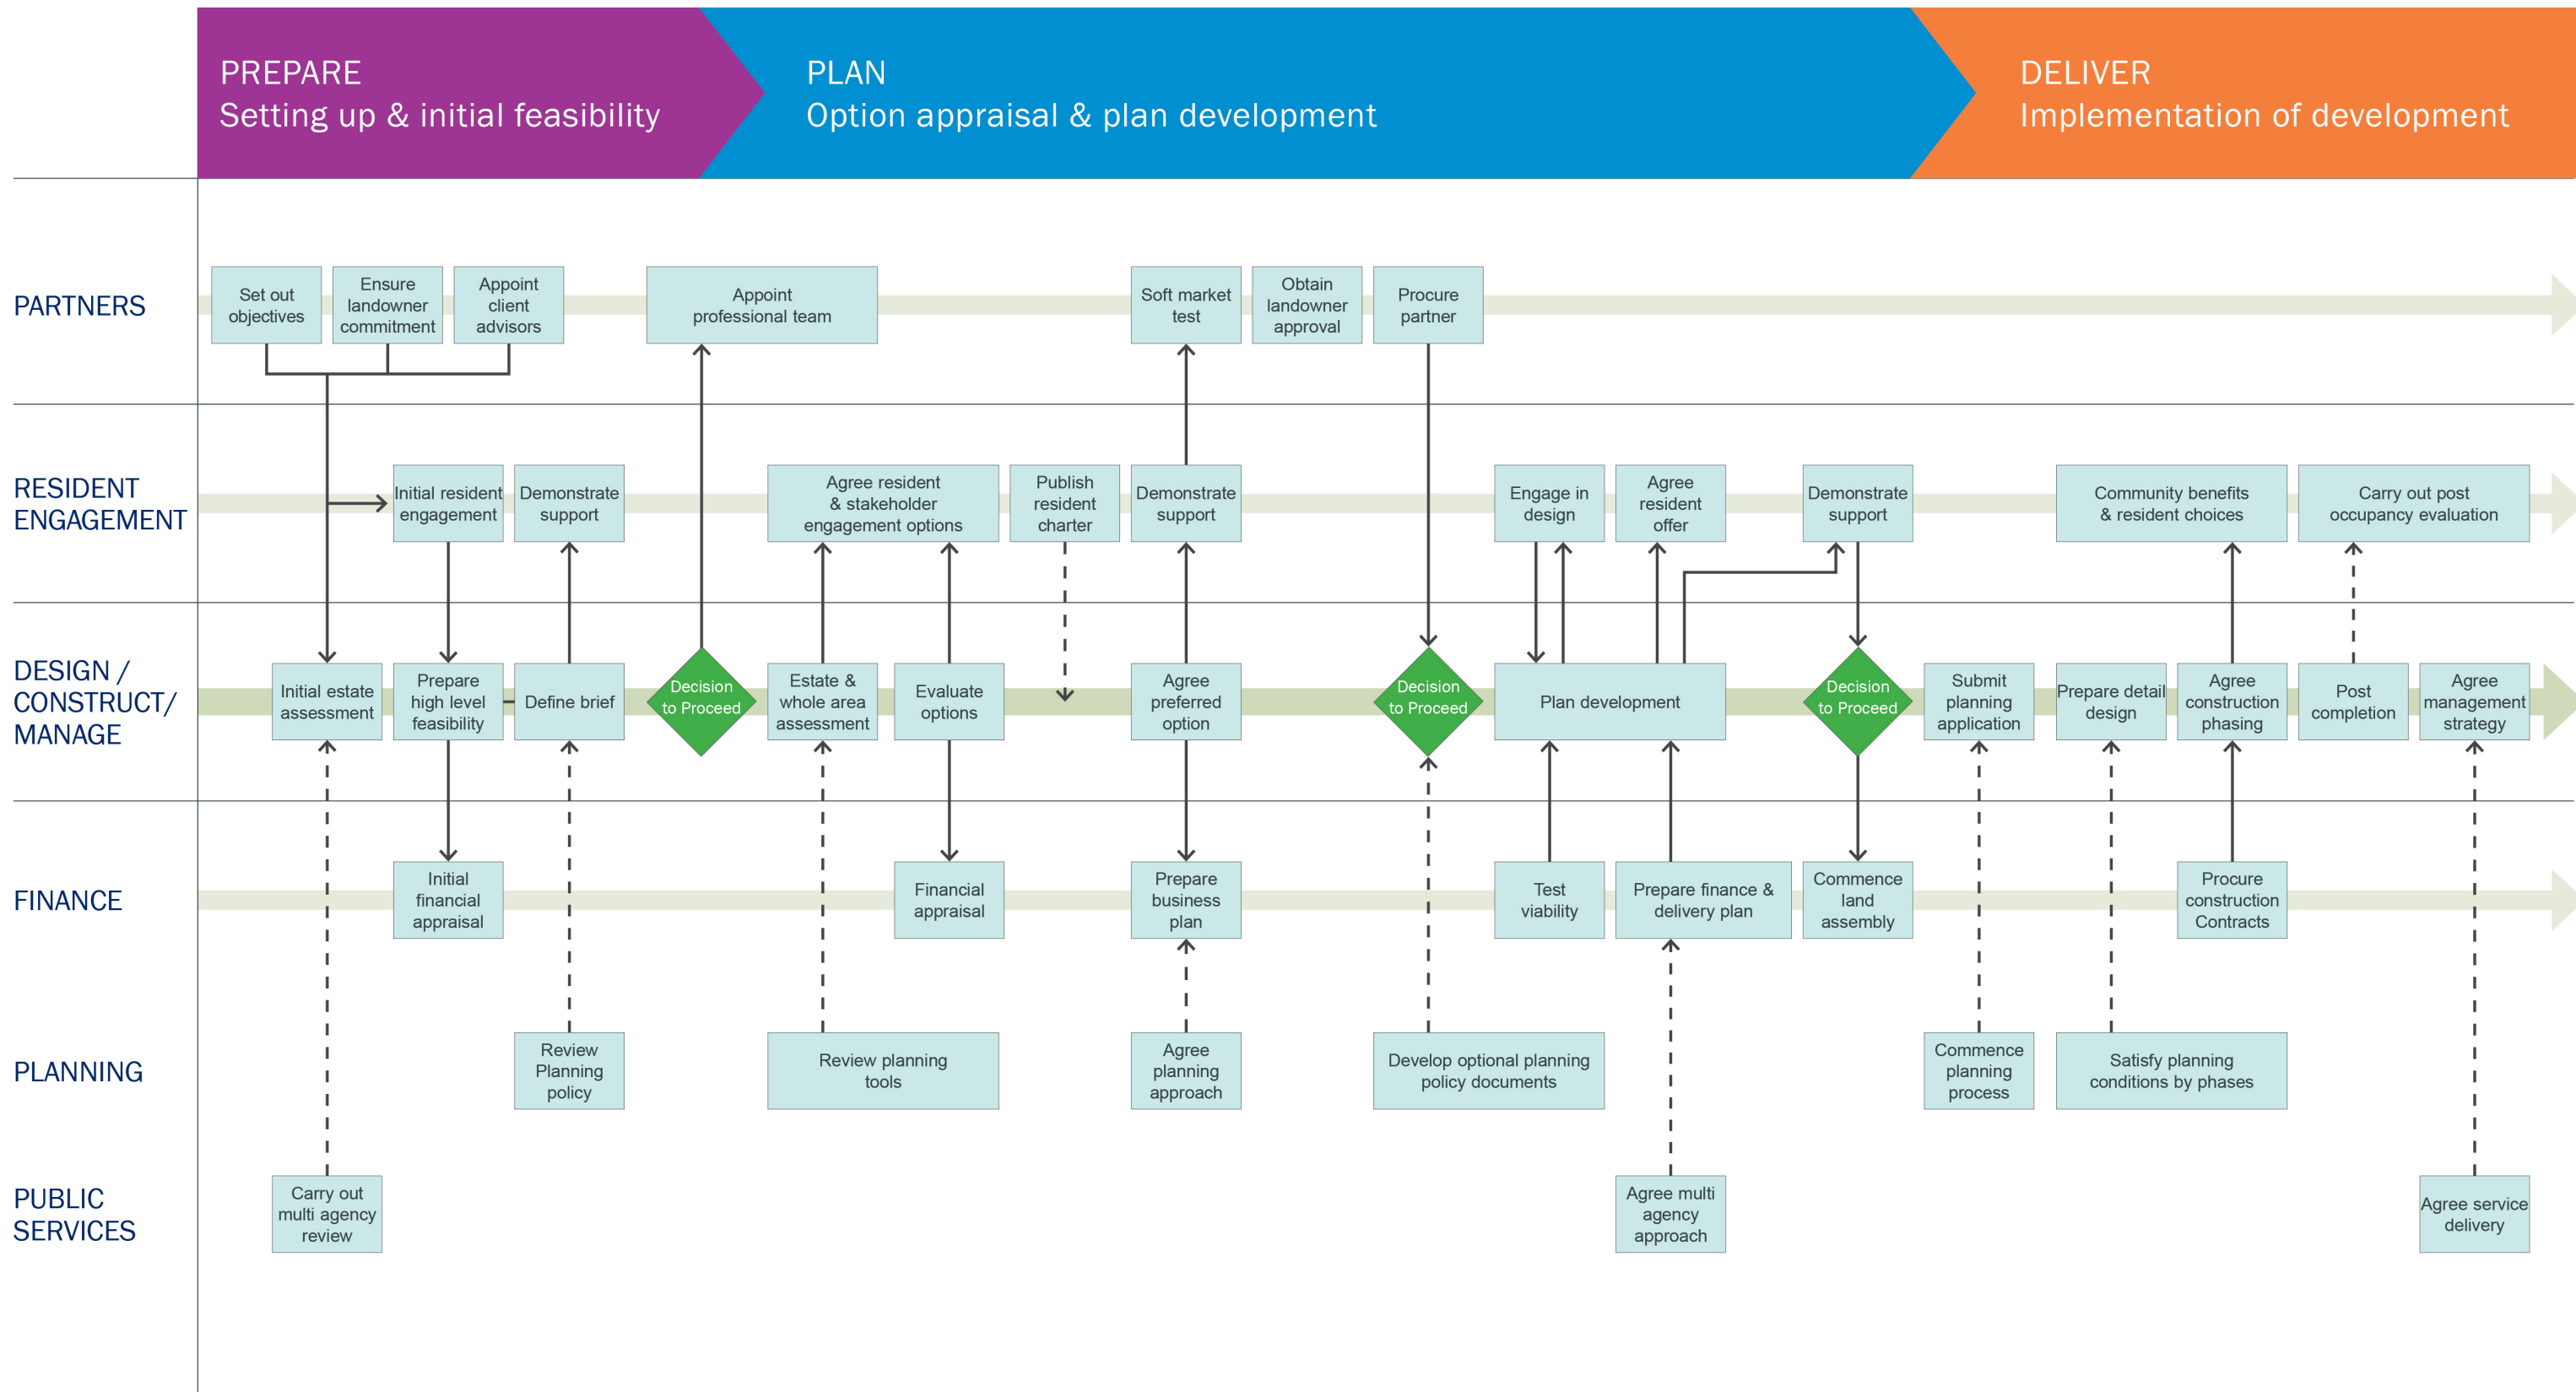 PREPARE
Setting up & initial feasibility
PLAN
Option appraisal & plan development
DELIVER
Implementation of development
PARTNERS
Set out
objectives
Ensure
landowner
commitment
Appoint
client
advisors
Appoint
professional team
Soft market
test
Obtain
landowner
approval
Procure
partner
RESIDENT
ENGAGEMENT
Initial resident
engagement
Demonstrate
support
Agree resident
& stakeholder
engagement options
Publish
resident
charter
Demonstrate
support
Engage in
design
Agree
resident
offer
Demonstrate
support
Community benefits
& resident choices
Carry out post
occupancy evaluation
DESIGN /
CONSTRUCT/
MANAGE
Initial estate
assessment
Prepare
high level
feasibility
Define brief
Decision
to Proceed
Estate &
whole area
assessment
Evaluate
options
Agree
preferred
option
Decision
to Proceed
Plan development
Decision
to Proceed
Submit
planning
application
Prepare detail
design
Agree
construction
phasing
Post
completion
Agree
management
strategy
FINANCE
Initial
financial
appraisal
Financial
appraisal
Prepare
business
plan
Test
viability
Prepare finance &
delivery plan
Commence
land
assembly
Procure
construction
Contracts
PLANNING
Review
Planning
policy
Review planning
tools
Agree
planning
approach
Develop optional planning
policy documents
Commence
planning
process
Satisfy planning
conditions by phases
PUBLIC
SERVICES
Carry out
multi agency
review
Agree multi
agency
approach
Agree service
delivery